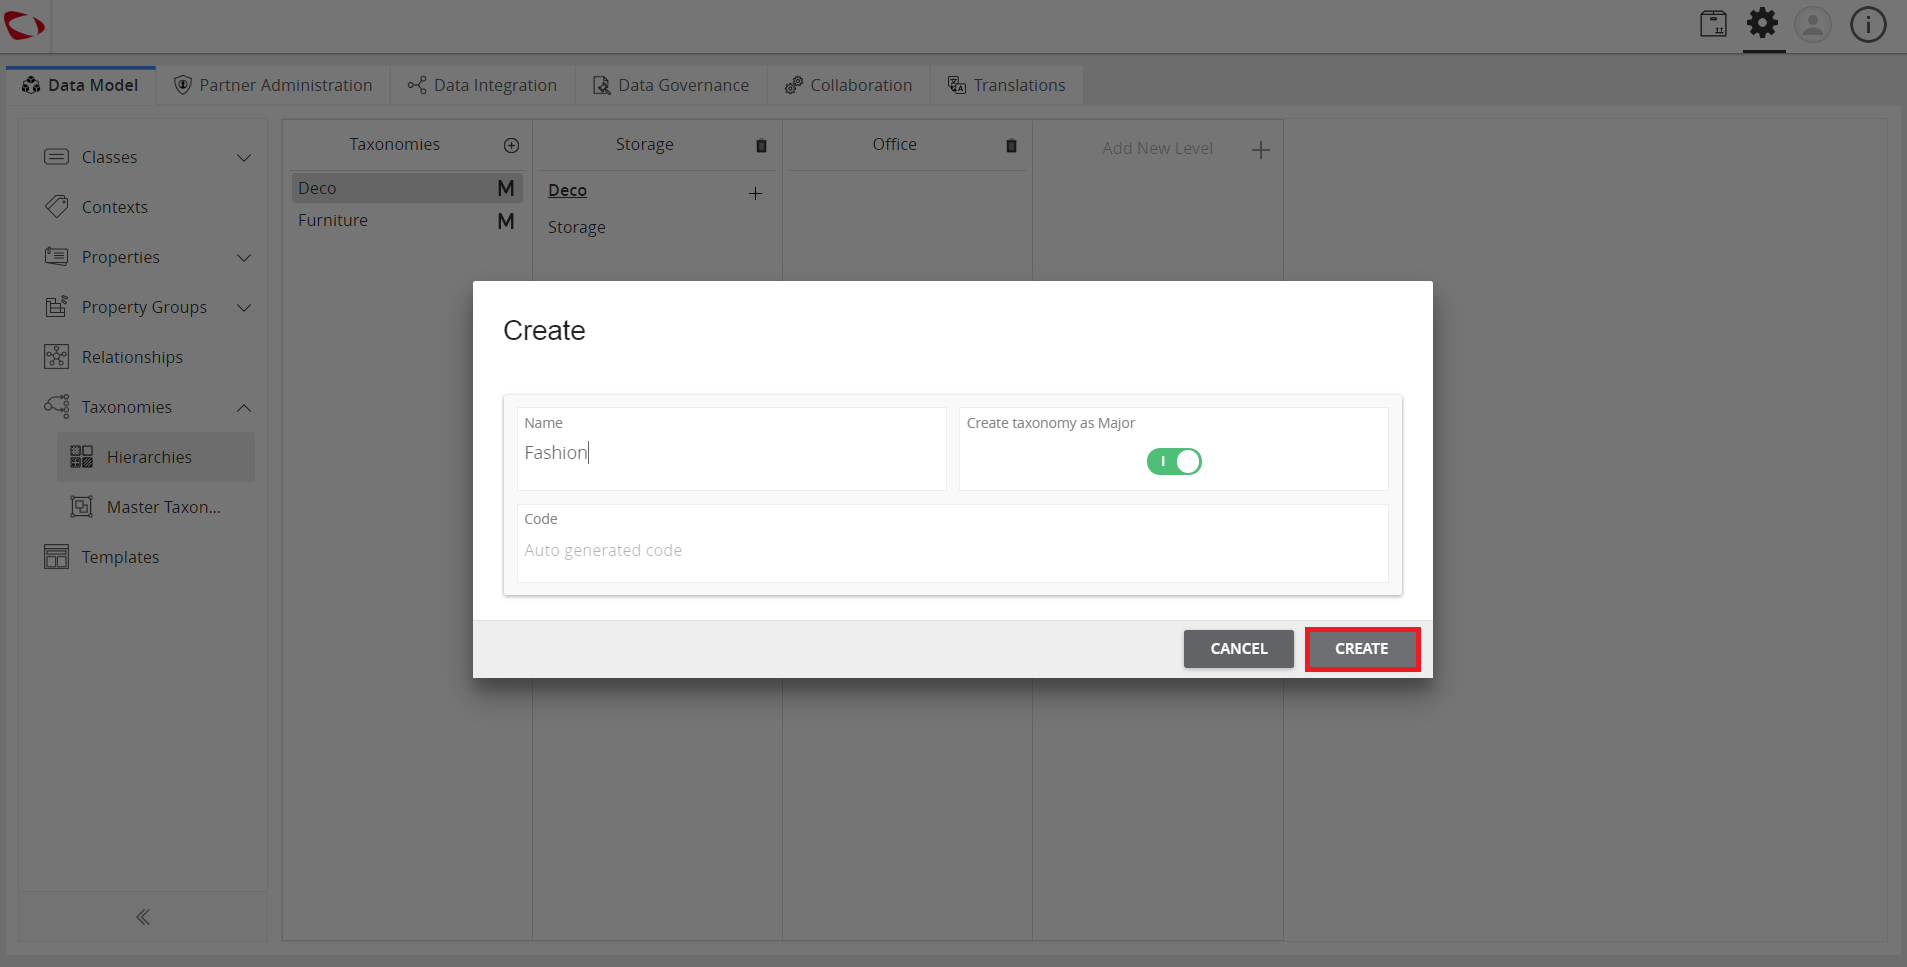 Data Model
Partner Administration
Data Integration
Data Governance
Collaboration
Translations
Classes
Contexts
Properties
Property Groups
Relationships
Taxonomies
Hierarchies
Master Taxon...
Templates
Taxonomies
Deco M
Furniture M
Storage
Deco
Storage
Office
Add New Level
Create
Name
Fashion
Create taxonomy as Major
Code
Auto generated code
CANCEL
CREATE